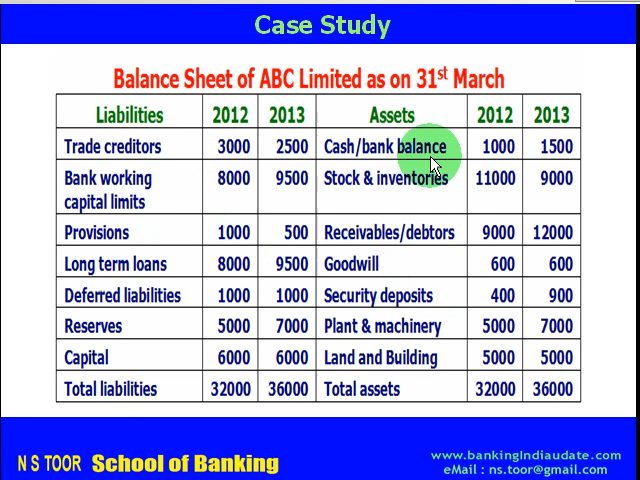 Case Study
Balance Sheet of ABC Limited as on 31st March
Liabilities 2012 2013 Assets 2012 2013
Trade creditors 3000 2500 Cash/bank balance 1000 1500
Bank working capital limits 8000 9500 Stock & inventories 11000 9000
Provisions 1000 500 Receivables/debtors 9000 12000
Long term loans 8000 9500 Goodwill 600 600
Deferred liabilities 1000 1000 Security deposits 400 900
Reserves 5000 7000 Plant & machinery 5000 7000
Capital 6000 6000 Land and Building 5000 5000
Total liabilities 32000 36000 Total assets 32000 36000
N S TOOR School of Banking
www.bankingIndiaudate.com
eMail : ns.toor@gmail.com